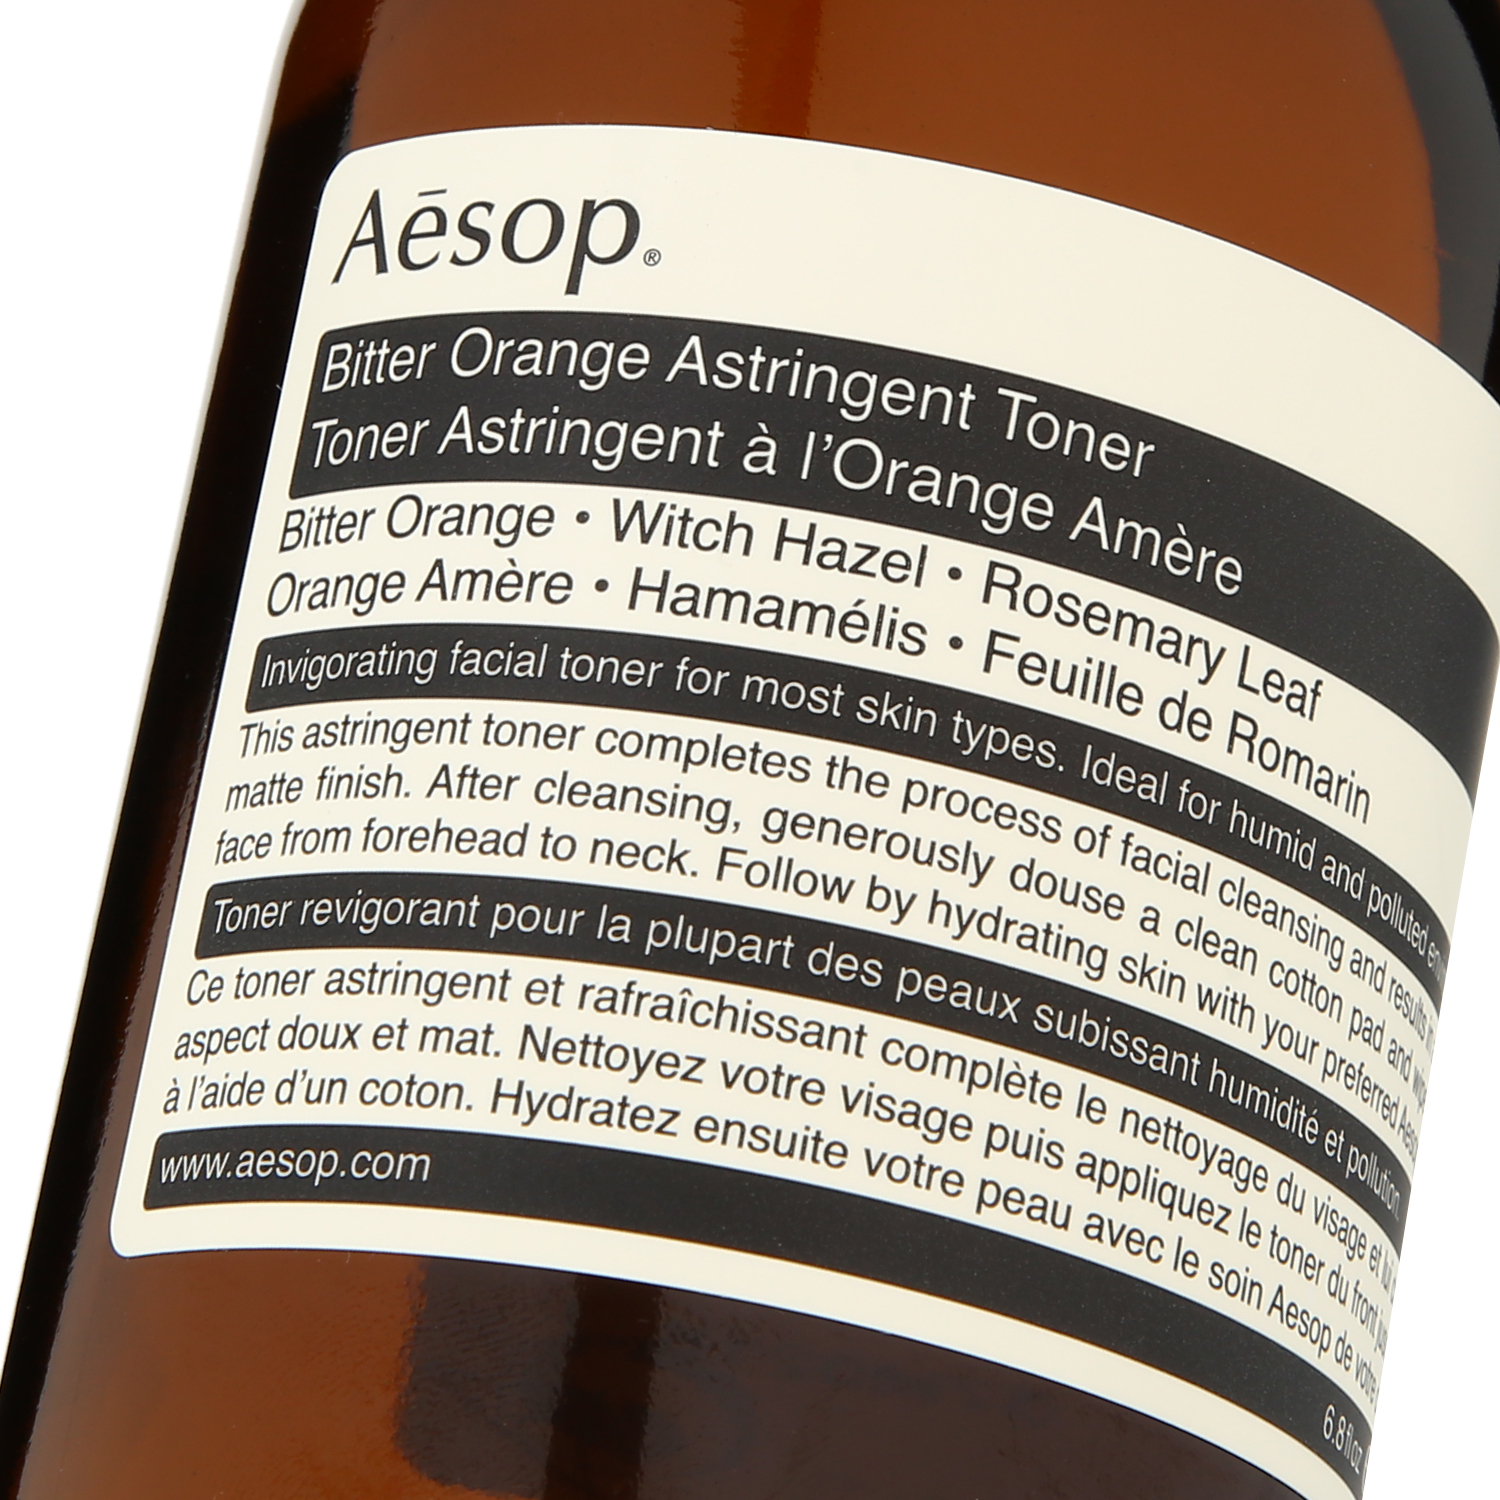 Aēsop®
Bitter Orange Astringent Toner
Toner Astringent à l'Orange Amère
Bitter Orange • Witch Hazel • Rosemary Leaf
Orange Amère • Hamamélis • Feuille de Romarin
Invigorating facial toner for most skin types. Ideal for humid and polluted
This astringent toner completes the process of facial cleansing and results
matte finish. After cleansing, generously douse a clean cotton pad and
face from forehead to neck. Follow by hydrating skin with your preferred
Toner revigorant pour la plupart des peaux subissant humidité et pollution.
Ce toner astringent et rafraîchissant complète le nettoyage du visage et
aspect doux et mat. Nettoyez votre visage puis appliquez le toner du front
à l'aide d'un coton. Hydratez ensuite votre peau avec le soin Aesop de
www.aesop.com
6.8 fl oz